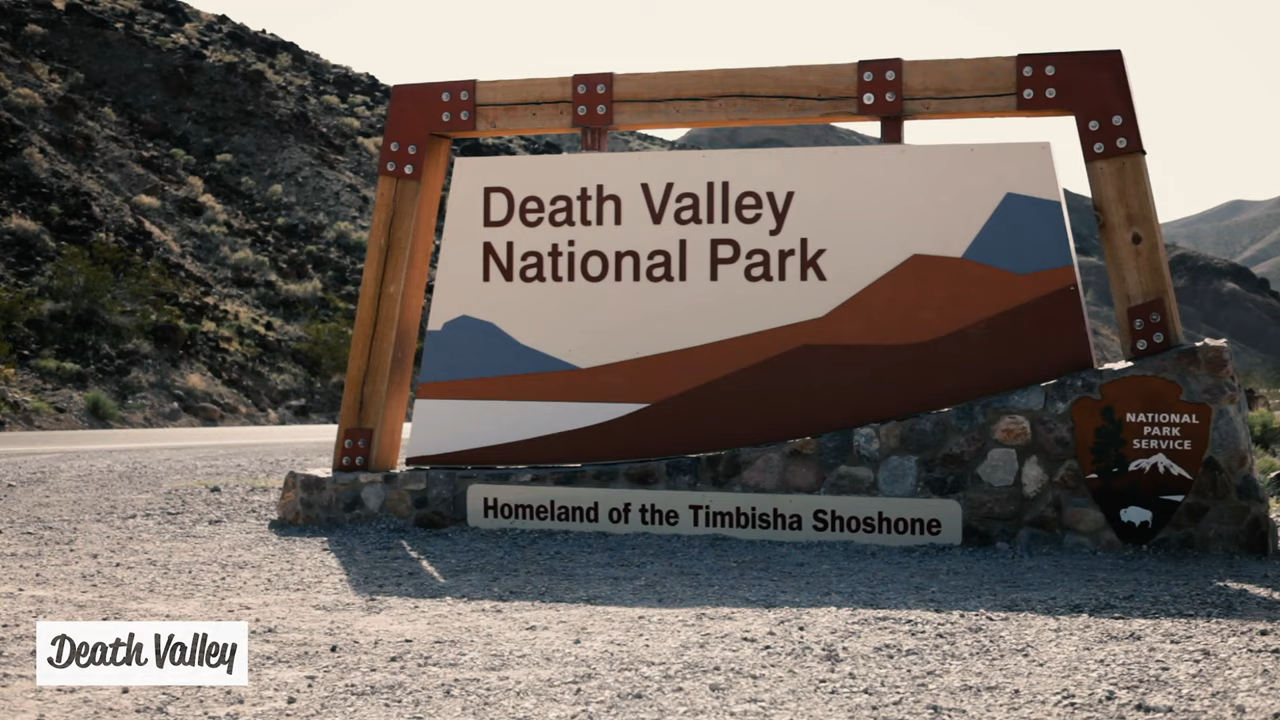 Death Valley
National Park
NATIONAL
PARK
SERVICE
Homeland of the Timbisha Shoshone
Death Valley